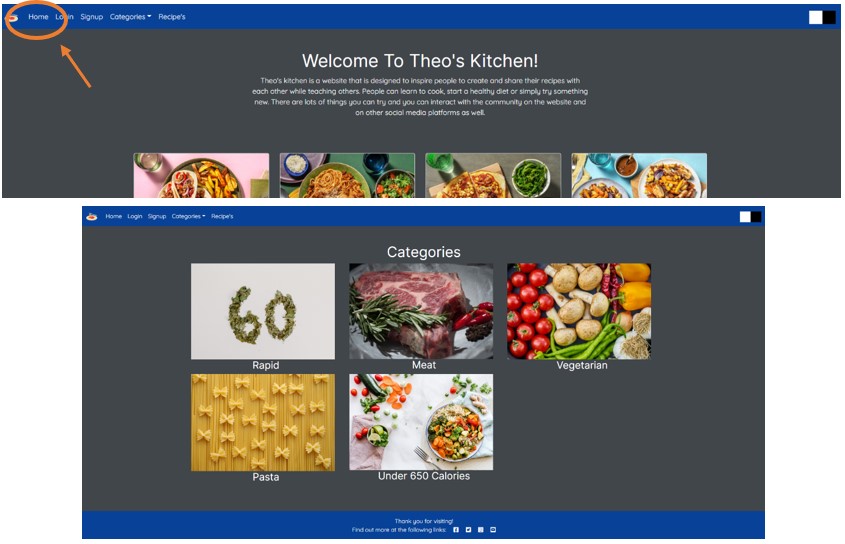 Home Login Signup Categories Recipe's
Welcome To Theo's Kitchen!
Theo's kitchen is a website that is designed to inspire people to create and share their recipes with
each other while teaching others. People can learn to cook, start a healthy diet or simply try something
new. There are lots of things you can try and you can interact with the community on the website and
on other social media platforms as well.
Home Login Signup Categories Recipe's
Categories
60
Rapid Meat Vegetarian
Pasta Under 650 Calories
Thank you for visiting!
Find out more at the following links: